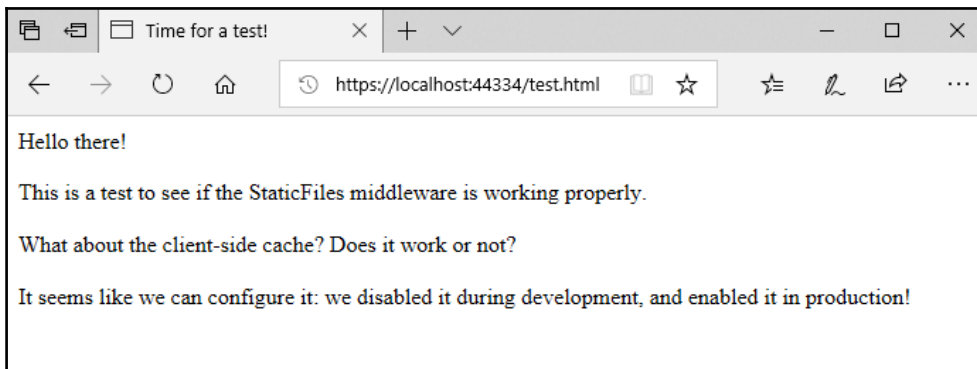 Time for a test!
https://localhost:44334/test.html
Hello there!
This is a test to see if the StaticFiles middleware is working properly.
What about the client-side cache? Does it work or not?
It seems like we can configure it: we disabled it during development, and enabled it in production!